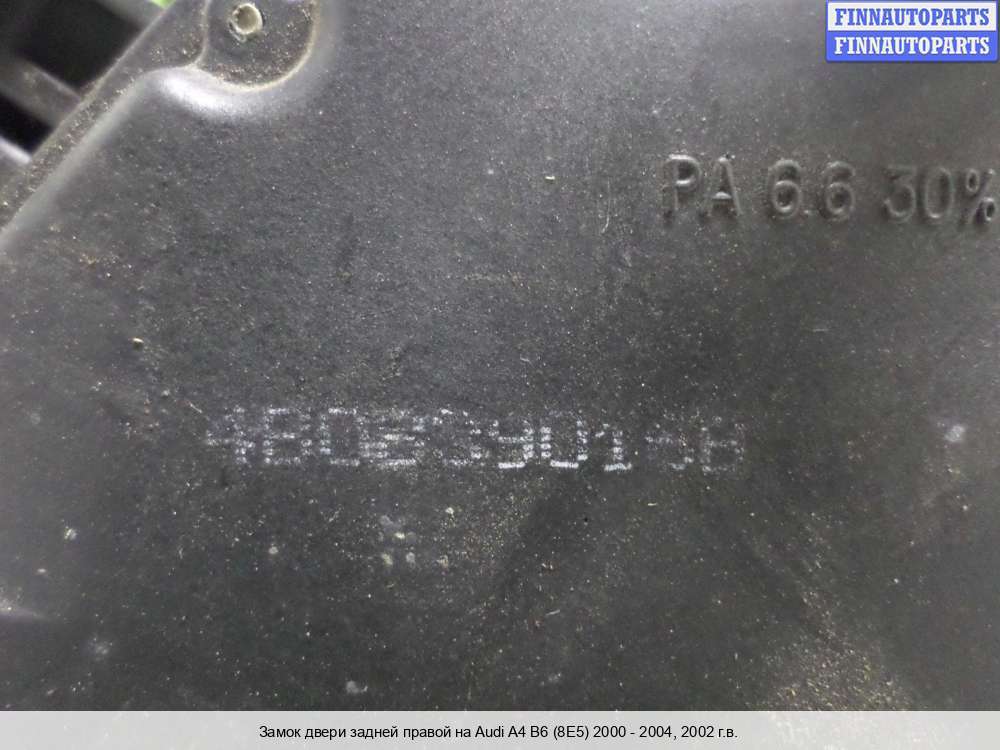 FINNAUTOPARTS
FINNAUTOPARTS
PA 6.6 30%
Замок двери задней правой на Audi A4 B6 (8E5) 2000 - 2004, 2002 г.в.